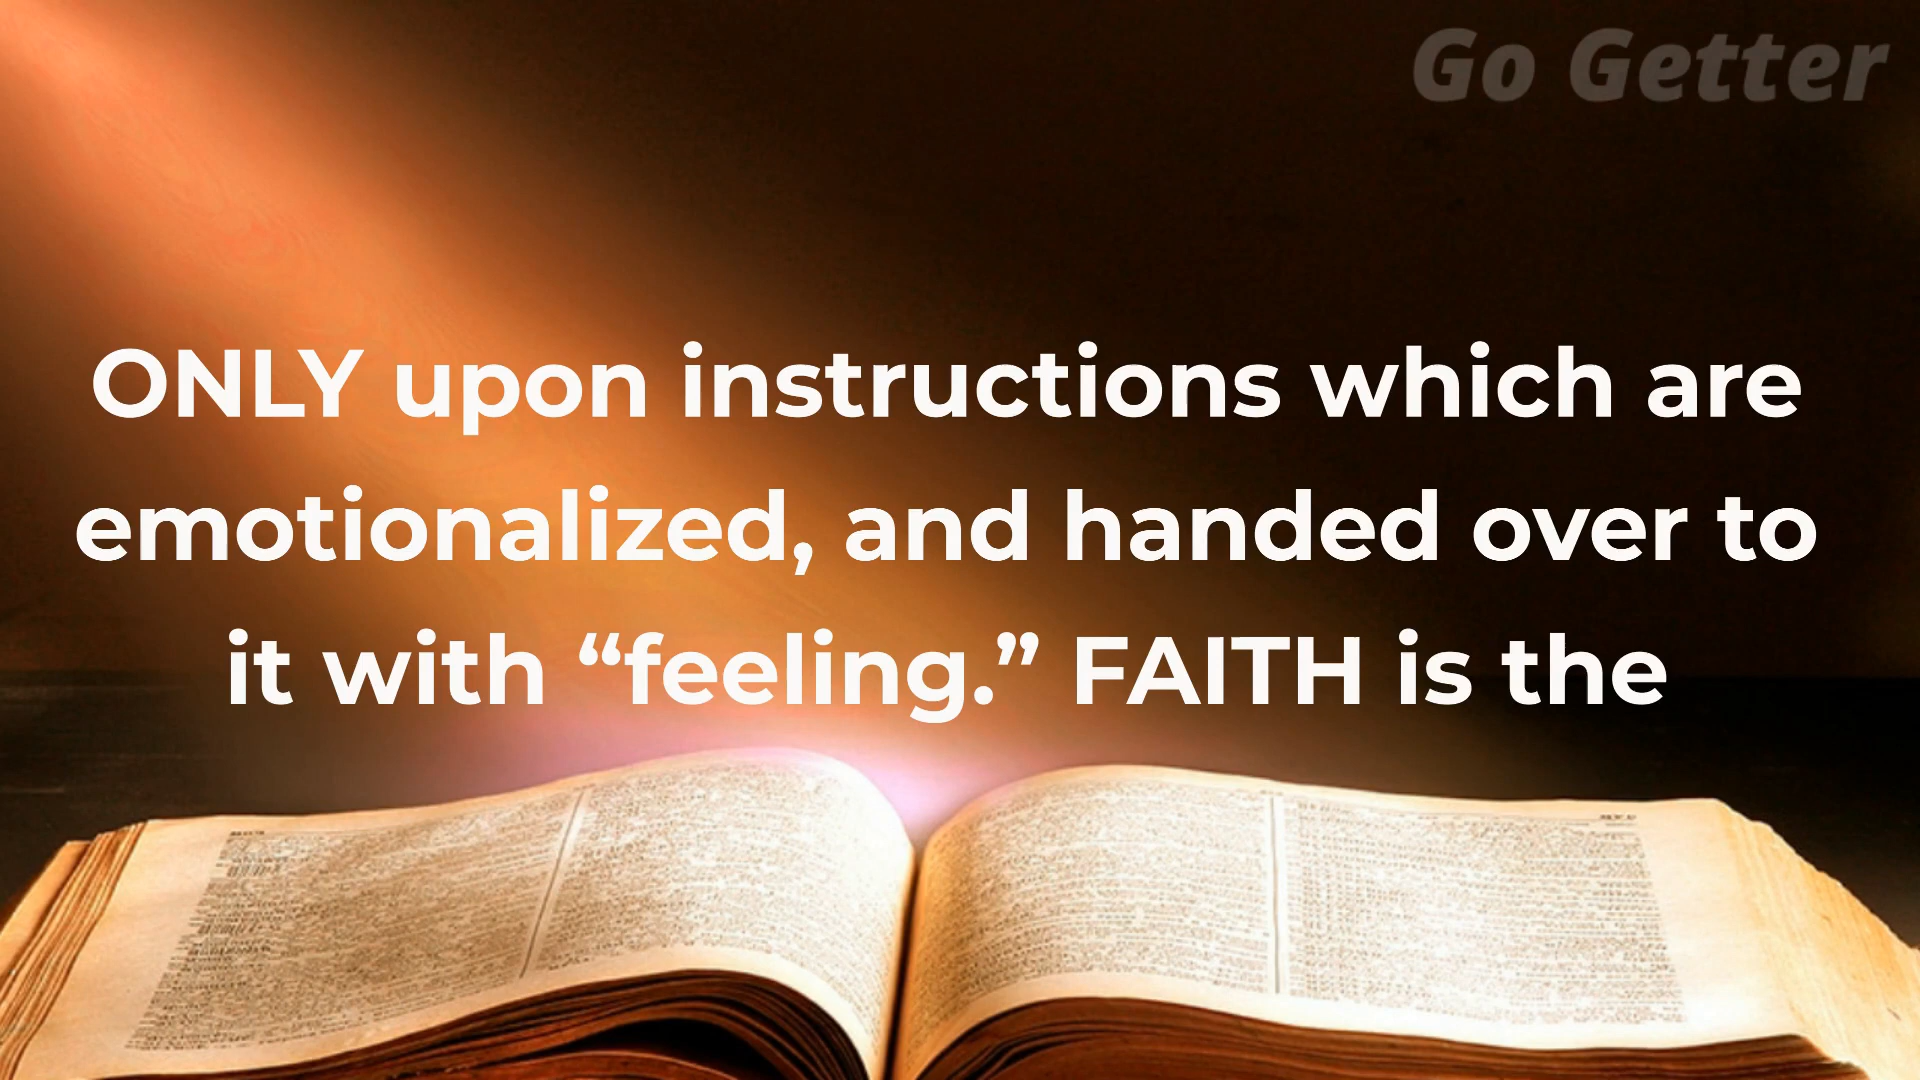 Go Getter
ONLY upon instructions which are
emotionalized, and handed over to
it with “feeling.” FAITH is the